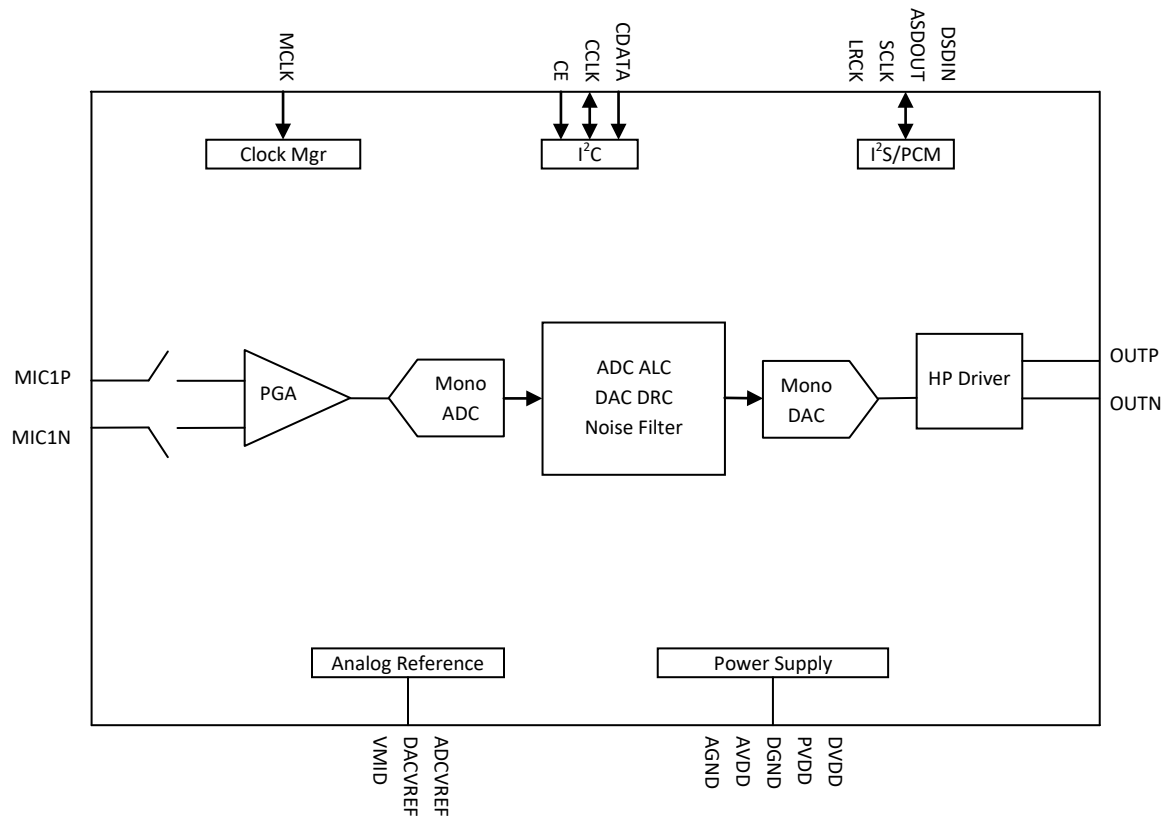 MCLK
CE
CCLK
CDATA
LRCK
SCLK
ASDOUT
DSDIN
Clock Mgr
I²C
I²S/PCM
MIC1P
MIC1N
PGA
Mono
ADC
ADC ALC
DAC DRC
Noise Filter
Mono
DAC
HP Driver
OUTP
OUTN
Analog Reference
Power Supply
VMID
DACVREF
ADCVREF
AGND
AVDD
DGND
PVDD
DVDD